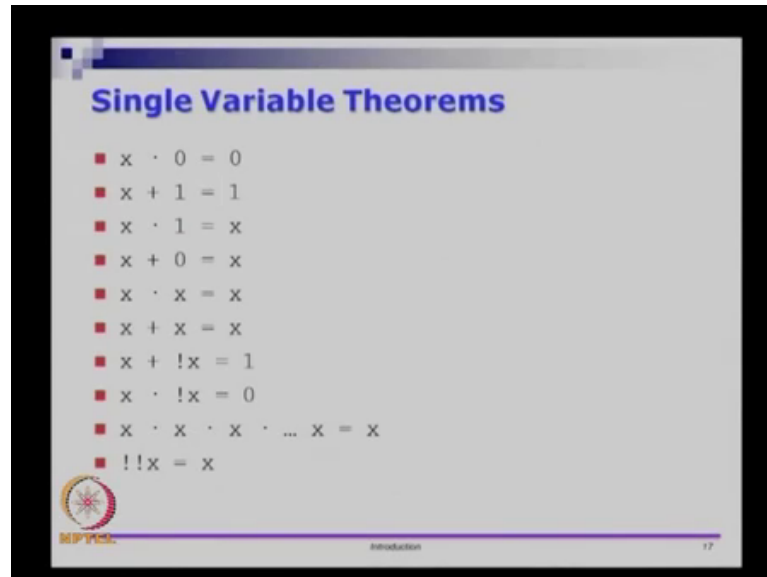 Single Variable Theorems
x · 0 = 0
x + 1 = 1
x · 1 = x
x + 0 = x
x · x = x
x + x = x
x + !x = 1
x · !x = 0
x · x · x · … x = x
!!x = x
NPTEL
Introduction
17